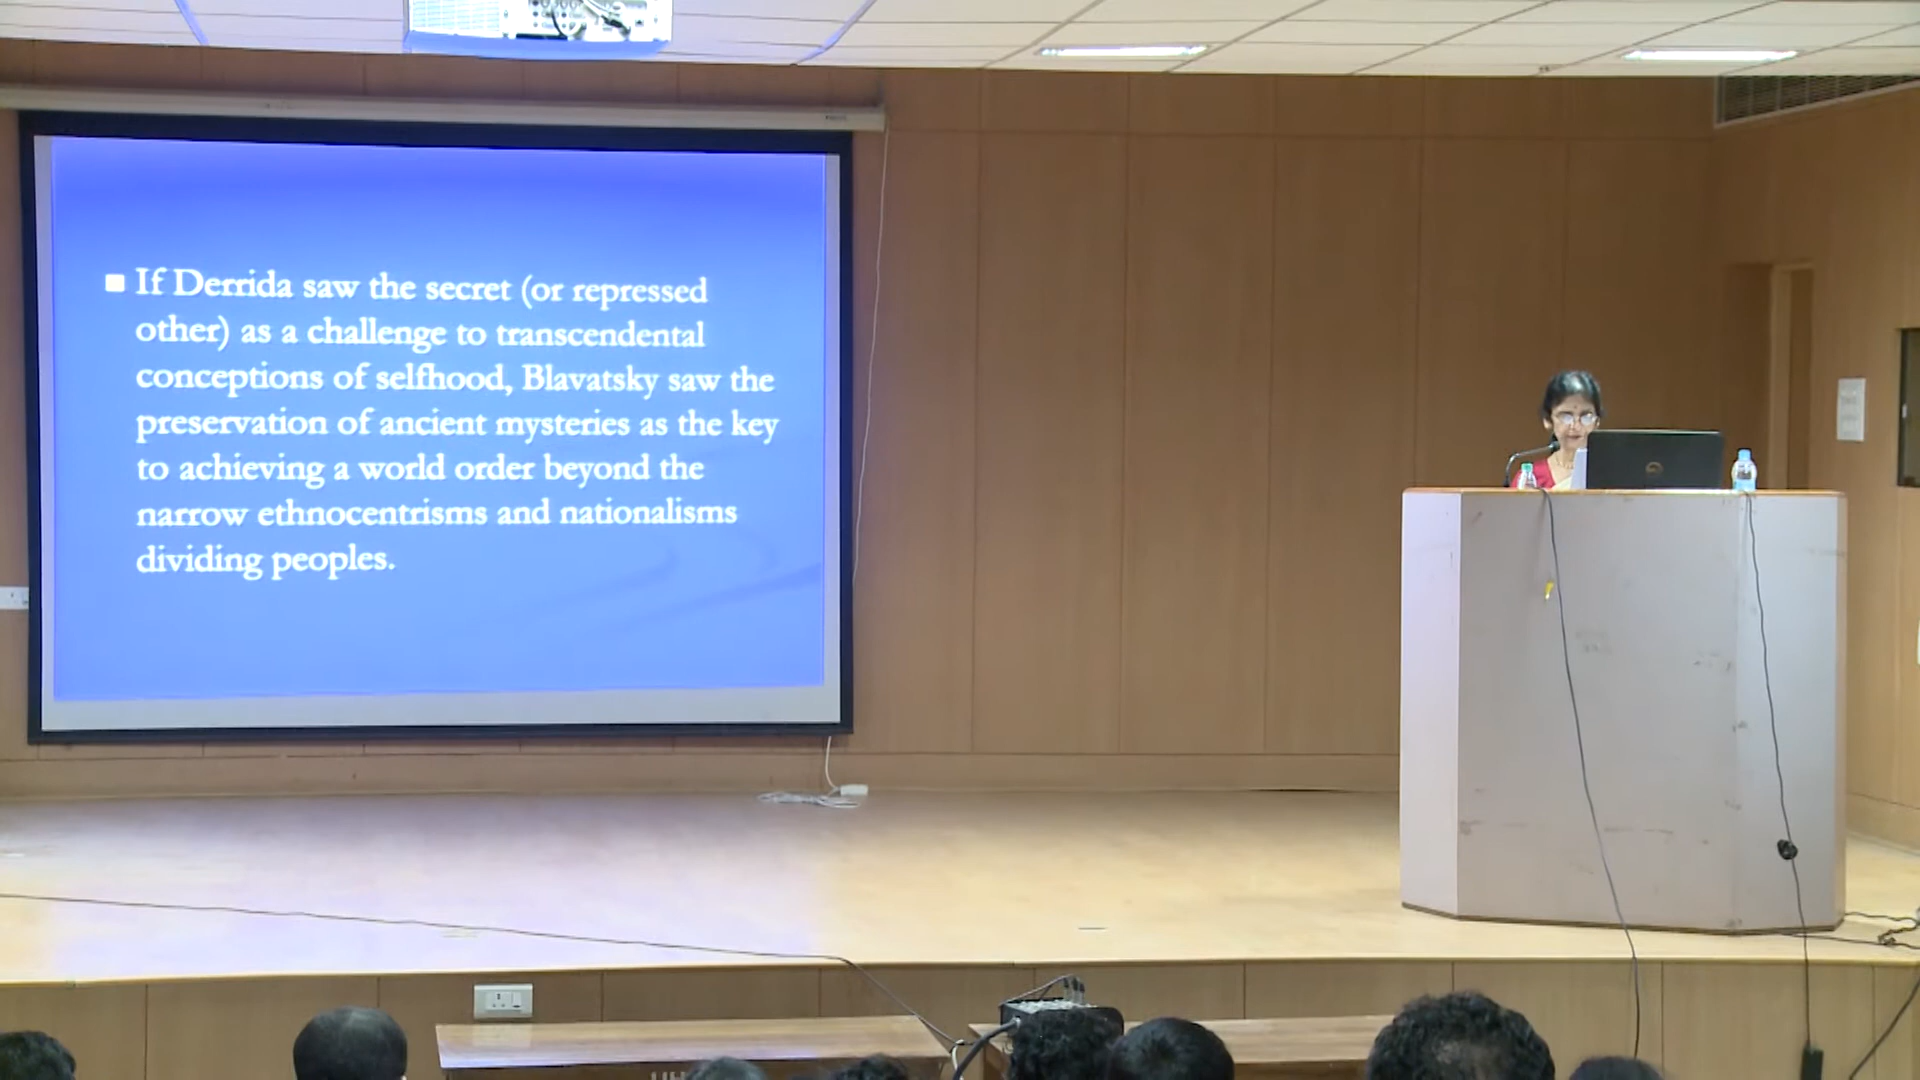 If Derrida saw the secret (or repressed
other) as a challenge to transcendental
conceptions of selfhood, Blavatsky saw the
preservation of ancient mysteries as the key
to achieving a world order beyond the
narrow ethnocentrisms and nationalisms
dividing peoples.